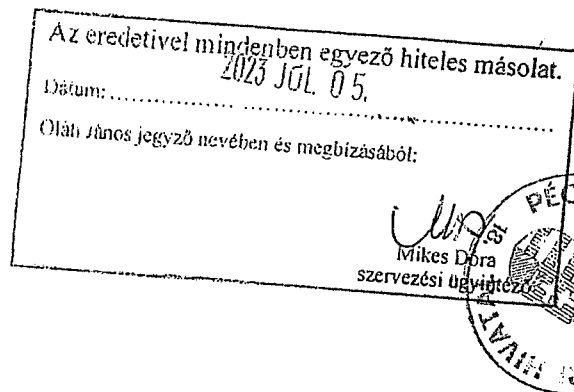 Az eredetivel mindenben egyező hiteles másolat.
2023 JÚL. 05.
Dátum:
Oláh János jegyző nevében és megbízásából:
Mikes Dóra
szervezési ügyintéző
13.